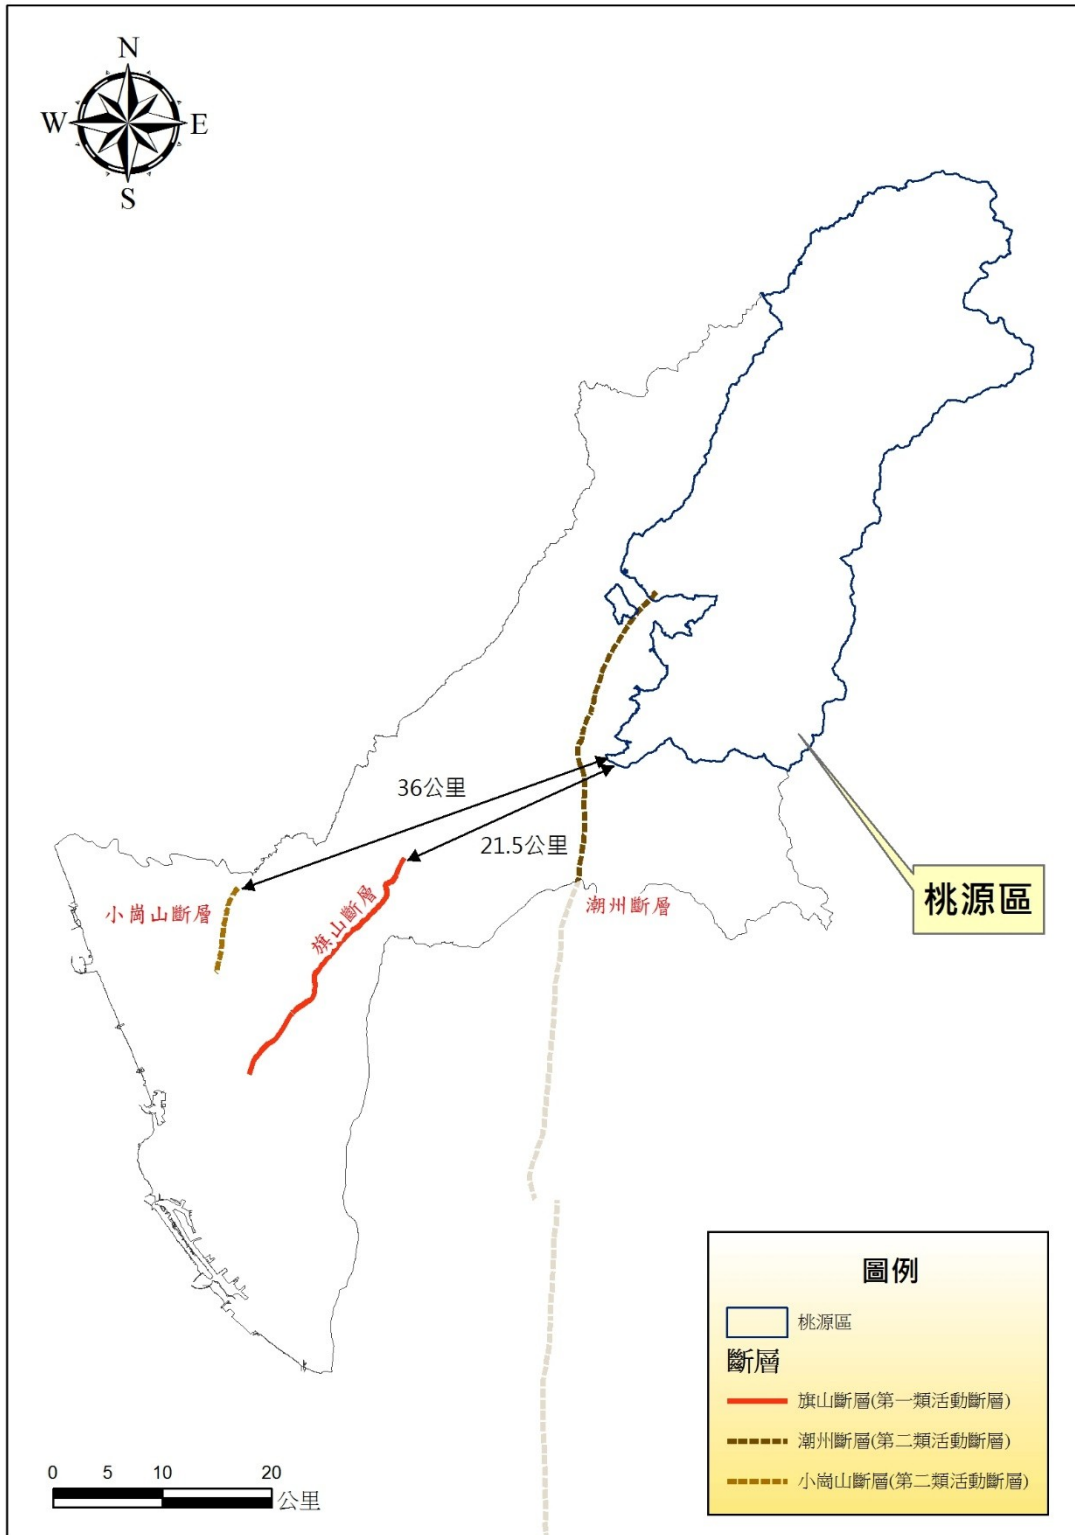 N
W
E
S
36公里
21.5公里
小崗山斷層
旗山斷層
潮州斷層
桃源區
圖例
桃源區
斷層
旗山斷層(第一類活動斷層)
潮州斷層(第二類活動斷層)
小崗山斷層(第二類活動斷層)
0 5 10 20
公里